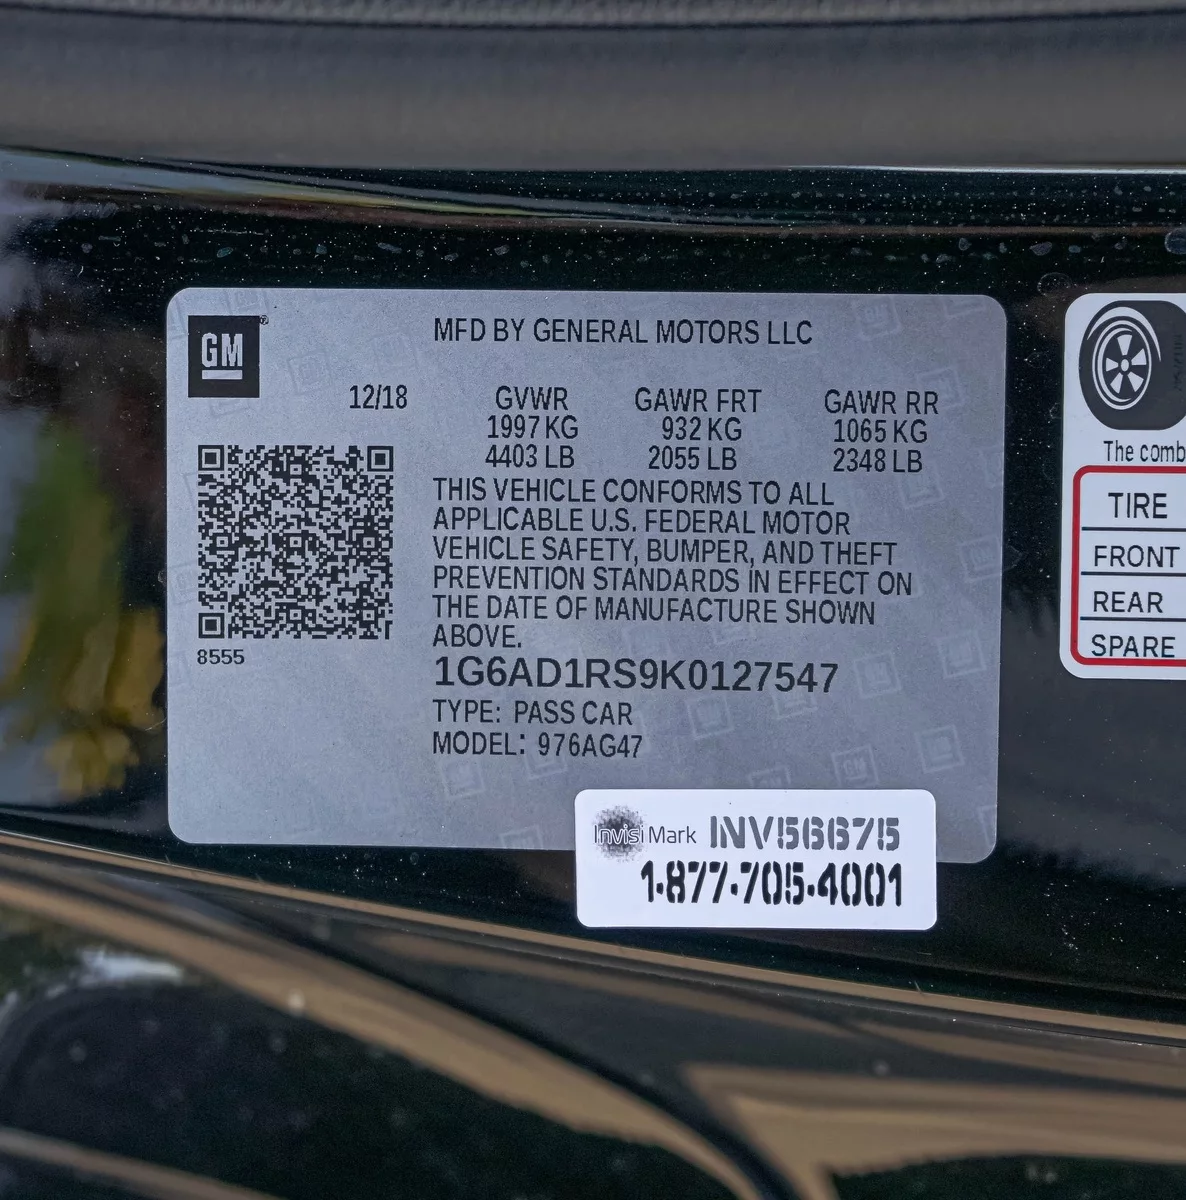 GM
MFD BY GENERAL MOTORS LLC
12/18 GVWR GAWR FRT GAWR RR
1997 KG 932 KG 1065 KG
4403 LB 2055 LB 2348 LB
THIS VEHICLE CONFORMS TO ALL
APPLICABLE U.S. FEDERAL MOTOR
VEHICLE SAFETY, BUMPER, AND THEFT
PREVENTION STANDARDS IN EFFECT ON
THE DATE OF MANUFACTURE SHOWN
ABOVE.
8555
1G6AD1RS9K0127547
TYPE: PASS CAR
MODEL: 976AG47
InvisiMark INV56675
1-877-705-4001
The comb
TIRE
FRONT
REAR
SPARE